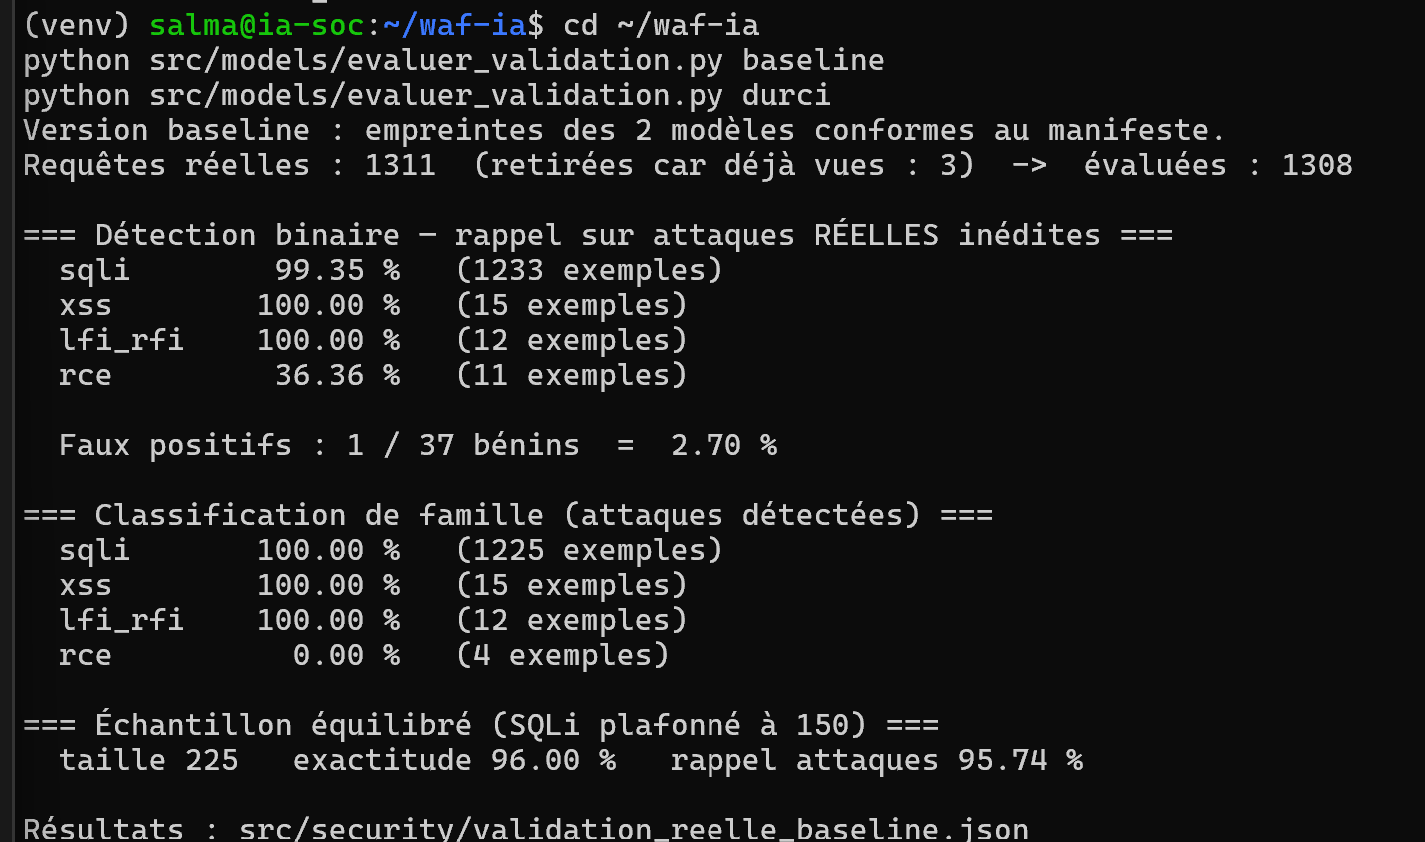 (venv) salma@ia-soc:~/waf-ia$ cd ~/waf-ia
python src/models/evaluer_validation.py baseline
python src/models/evaluer_validation.py durci
Version baseline : empreintes des 2 modèles conformes au manifeste.
Requêtes réelles : 1311  (retirées car déjà vues : 3)  ->  évaluées : 1308
=== Détection binaire — rappel sur attaques RÉELLES inédites ===
  sqli        99.35 %   (1233 exemples)
  xss        100.00 %   (15 exemples)
  lfi_rfi    100.00 %   (12 exemples)
  rce         36.36 %   (11 exemples)
  Faux positifs : 1 / 37 bénins  =  2.70 %
=== Classification de famille (attaques détectées) ===
  sqli       100.00 %   (1225 exemples)
  xss        100.00 %   (15 exemples)
  lfi_rfi    100.00 %   (12 exemples)
  rce          0.00 %   (4 exemples)
=== Échantillon équilibré (SQLi plafonné à 150) ===
  taille 225   exactitude 96.00 %   rappel attaques 95.74 %
Résultats : src/security/validation_reelle_baseline.json